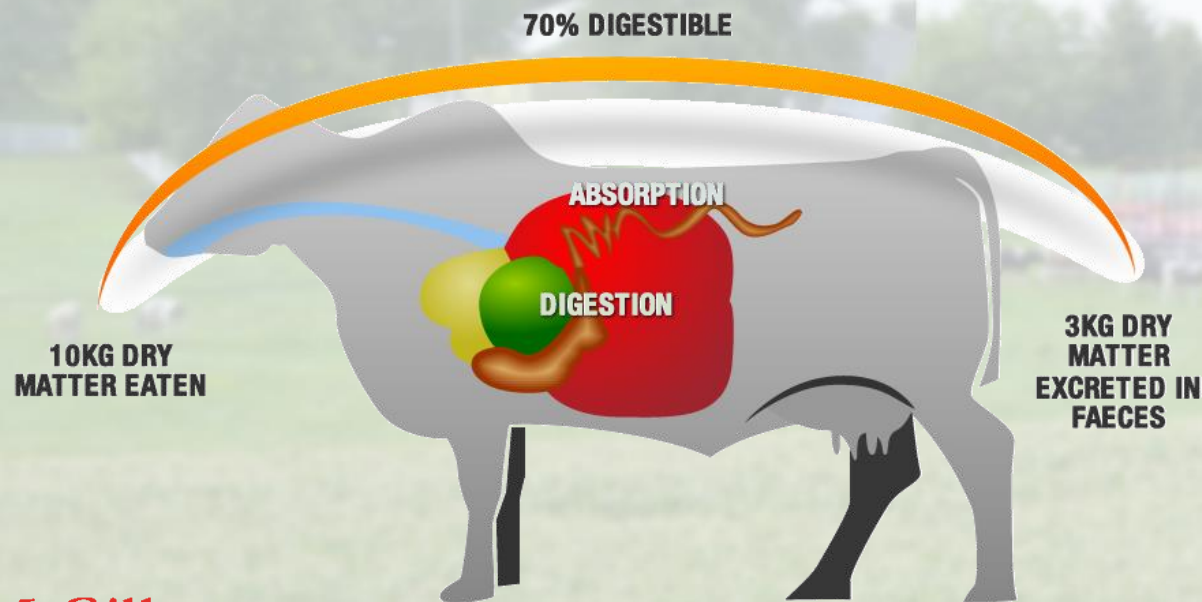 70% DIGESTIBLE
ABSORPTION
DIGESTION
10KG DRY
MATTER EATEN
3KG DRY
MATTER
EXCRETED IN
FAECES